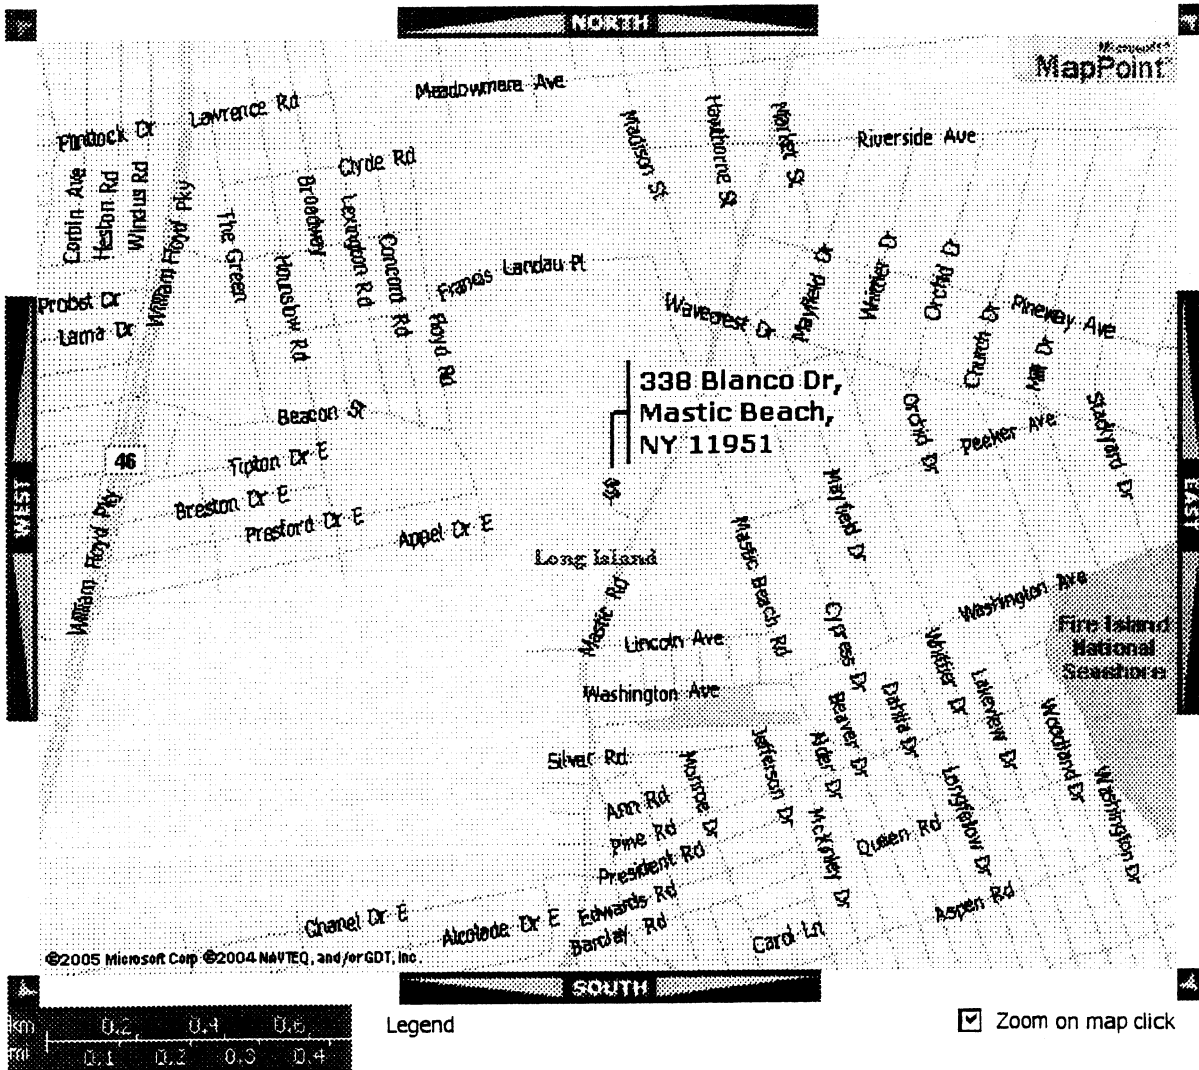 NORTH
Microsoft
MapPoint
Meadowmere Ave
Lawrence Rd
Flintlock Dr
Madison St
Hawthorne St
Market St
Riverside Ave
Clyde Rd
Corbin Ave
Heston Rd
Windus Rd
William Floyd Pky
The Green
Broadway
Lexington Rd
Concord Rd
Hounslow Rd
Francis Landau Pl
Floyd Rd
Probst Dr
Lama Dr
Wavecrest Dr
Mayfield Dr
Whittier Dr
Orchid Dr
Church Dr
Pineway Ave
Mill Dr
338 Blanco Dr,
Mastic Beach,
NY 11951
Beacon St
Orchid Dr
Peeker Ave
Stackyard Dr
46
Tipton Dr E
Breston Dr E
Presford Dr E
Appel Dr E
WEST
EAST
William Floyd Pky
Mayfield Dr
Mastic Beach Rd
Long Island
Mastic Rd
Washington Ave
Lincoln Ave
Cypress Dr
Fire Island
National
Seashore
Washington Ave
Whittier Dr
Lakeview Dr
Dahlia Dr
Beaver Dr
Woodland Dr
Silver Rd
Jefferson Dr
Alder Dr
Monroe Dr
Ann Rd
Pine Rd
President Rd
McKinley Dr
Queen Rd
Longfellow Dr
Washington Dr
Edwards Rd
Barclay Rd
Aspen Rd
Carol Ln
Chanel Dr E
Alcolade Dr E
©2005 Microsoft Corp ©2004 NAVTEQ, and/or GDT, Inc.
SOUTH
km 0.2 0.4 0.6
mi 0.1 0.2 0.3 0.4
Legend
Zoom on map click